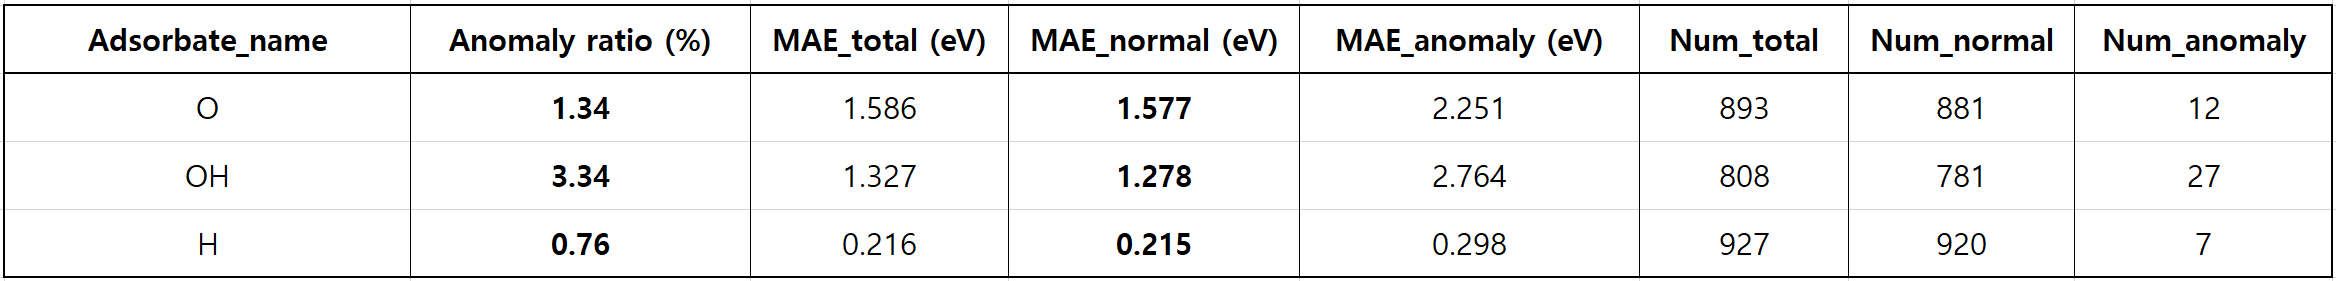 Adsorbate_name Anomaly ratio (%) MAE_total (eV) MAE_normal (eV) MAE_anomaly (eV) Num_total Num_normal Num_anomaly
O 1.34 1.586 1.577 2.251 893 881 12
OH 3.34 1.327 1.278 2.764 808 781 27
H 0.76 0.216 0.215 0.298 927 920 7